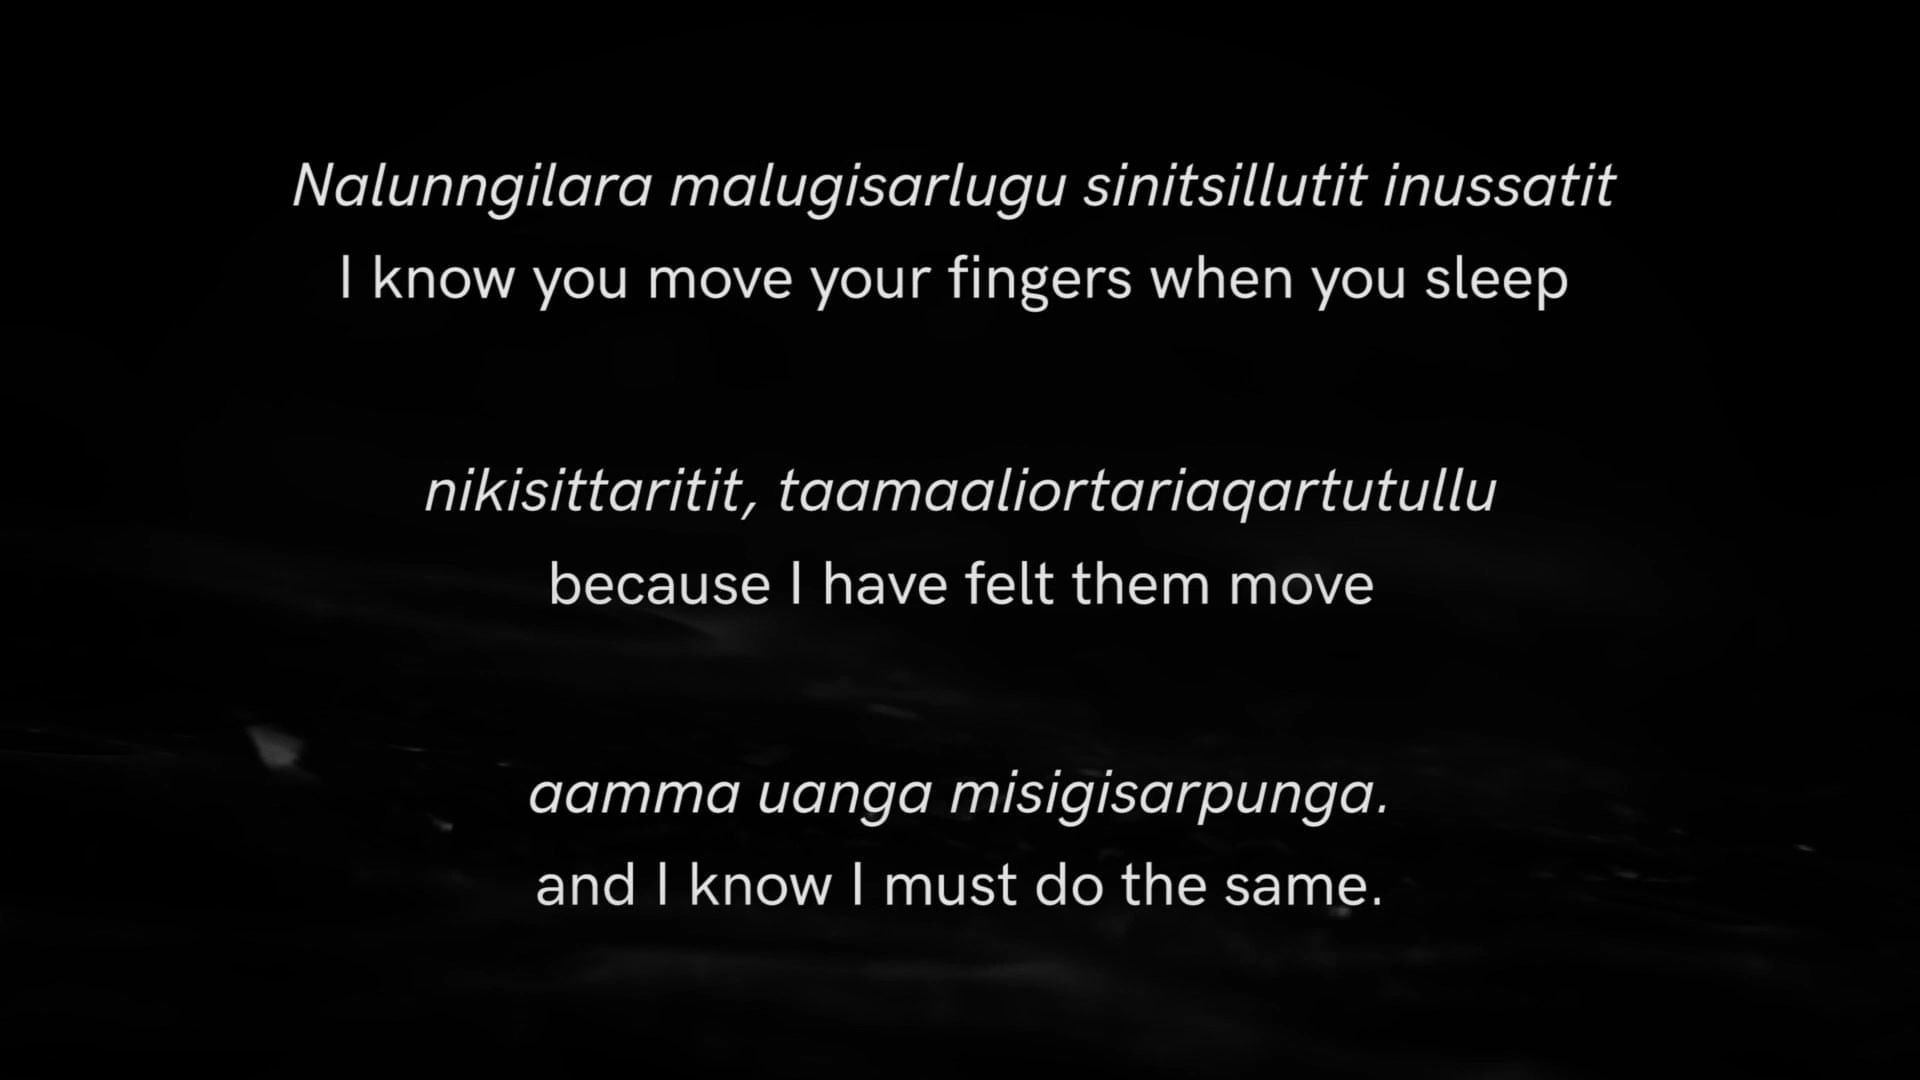 Nalunngilara malugisarlugu sinitsillutit inussatit
I know you move your fingers when you sleep
nikisittaritit, taamaaliortariaqartutullu
because I have felt them move
aamma uanga misigisarpunga.
and I know I must do the same.